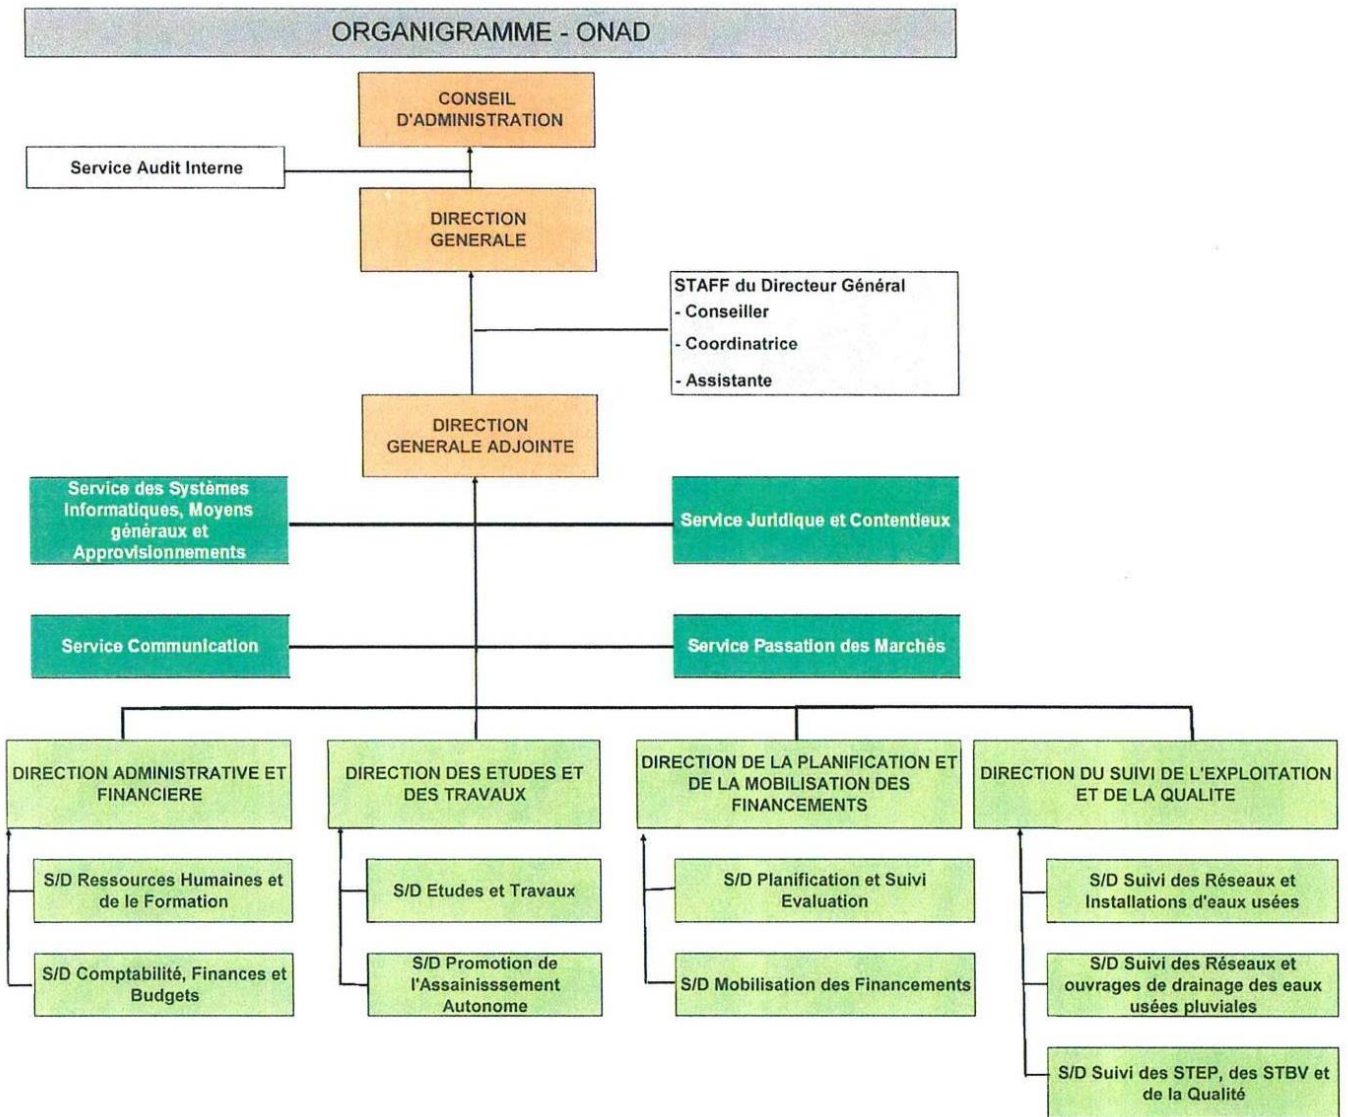 ORGANIGRAMME - ONAD
CONSEIL
D'ADMINISTRATION
Service Audit Interne
DIRECTION
GENERALE
STAFF du Directeur Général
- Conseiller
- Coordinatrice
- Assistante
DIRECTION
GENERALE ADJOINTE
Service des Systèmes
Informatiques, Moyens
généraux et
Approvisionnements
Service Juridique et Contentieux
Service Communication
Service Passation des Marchés
DIRECTION ADMINISTRATIVE ET
FINANCIERE
DIRECTION DES ETUDES ET
DES TRAVAUX
DIRECTION DE LA PLANIFICATION ET
DE LA MOBILISATION DES
FINANCEMENTS
DIRECTION DU SUIVI DE L'EXPLOITATION
ET DE LA QUALITE
S/D Ressources Humaines et
de le Formation
S/D Etudes et Travaux
S/D Planification et Suivi
Evaluation
S/D Suivi des Réseaux et
Installations d'eaux usées
S/D Comptabilité, Finances et
Budgets
S/D Promotion de
l'Assainisssement
Autonome
S/D Mobilisation des Financements
S/D Suivi des Réseaux et
ouvrages de drainage des eaux
usées pluviales
S/D Suivi des STEP, des STBV et
de la Qualité